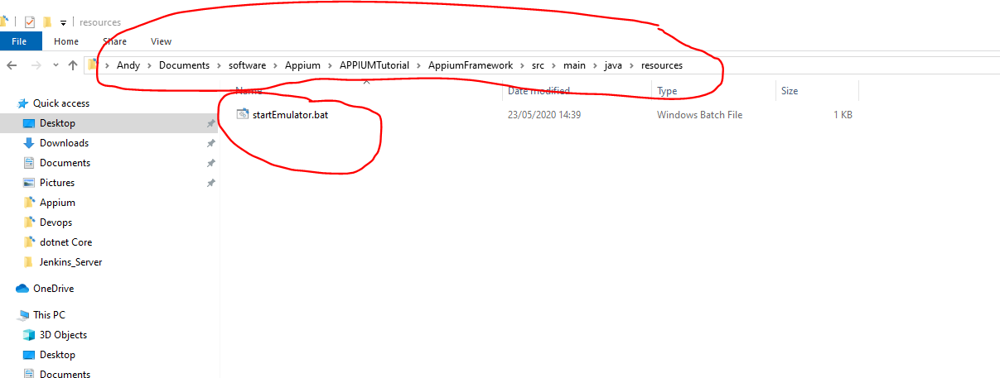 resources
File Home Share View
Andy Documents software Appium APPIUMTutorial AppiumFramework src main java resources
Name Date modified Type Size
Quick access
startEmulator.bat 23/05/2020 14:39 Windows Batch File 1 KB
Desktop
Downloads
Documents
Pictures
Appium
Devops
dotnet Core
Jenkins_Server
OneDrive
This PC
3D Objects
Desktop
Documents